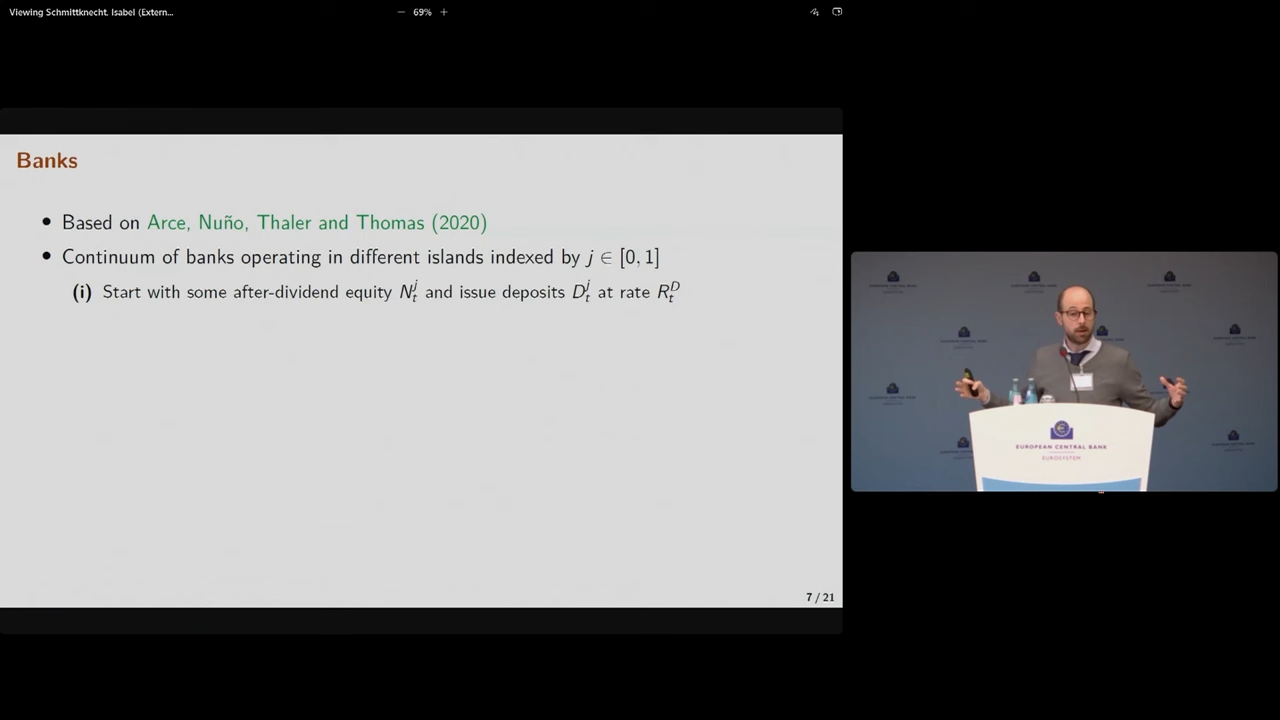 Viewing Schmittknecht, Isabel (Extern...
− 69% +
Banks
• Based on Arce, Nuño, Thaler and Thomas (2020)
• Continuum of banks operating in different islands indexed by j ∈ [0, 1]
(i) Start with some after-dividend equity N_t^j and issue deposits D_t^j at rate R_t^D
7 / 21
EUROPEAN CENTRAL BANK
EUROSYSTEM